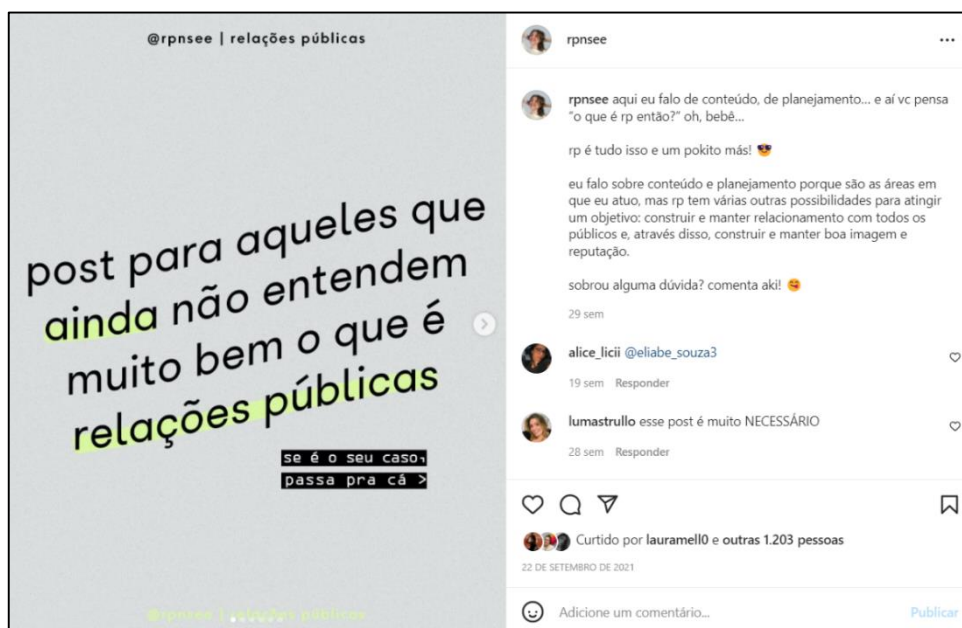 @rpnsee | relações públicas
post para aqueles que
ainda não entendem
muito bem o que é
relações públicas
se é o seu caso,
passa pra cá >
@rpnsee | relações públicas
rpnsee
rpnsee aqui eu falo de conteúdo, de planejamento... e aí vc pensa
"o que é rp então?" oh, bebê...
rp é tudo isso e um pokito más! 😎
eu falo sobre conteúdo e planejamento porque são as áreas em
que eu atuo, mas rp tem várias outras possibilidades para atingir
um objetivo: construir e manter relacionamento com todos os
públicos e, através disso, construir e manter boa imagem e
reputação.
sobrou alguma dúvida? comenta aki! 🥰
29 sem
alice_licii @eliabe_souza3
19 sem Responder
lumastrullo esse post é muito NECESSÁRIO
28 sem Responder
Curtido por lauramell0 e outras 1.203 pessoas
22 DE SETEMBRO DE 2021
Adicione um comentário... Publicar